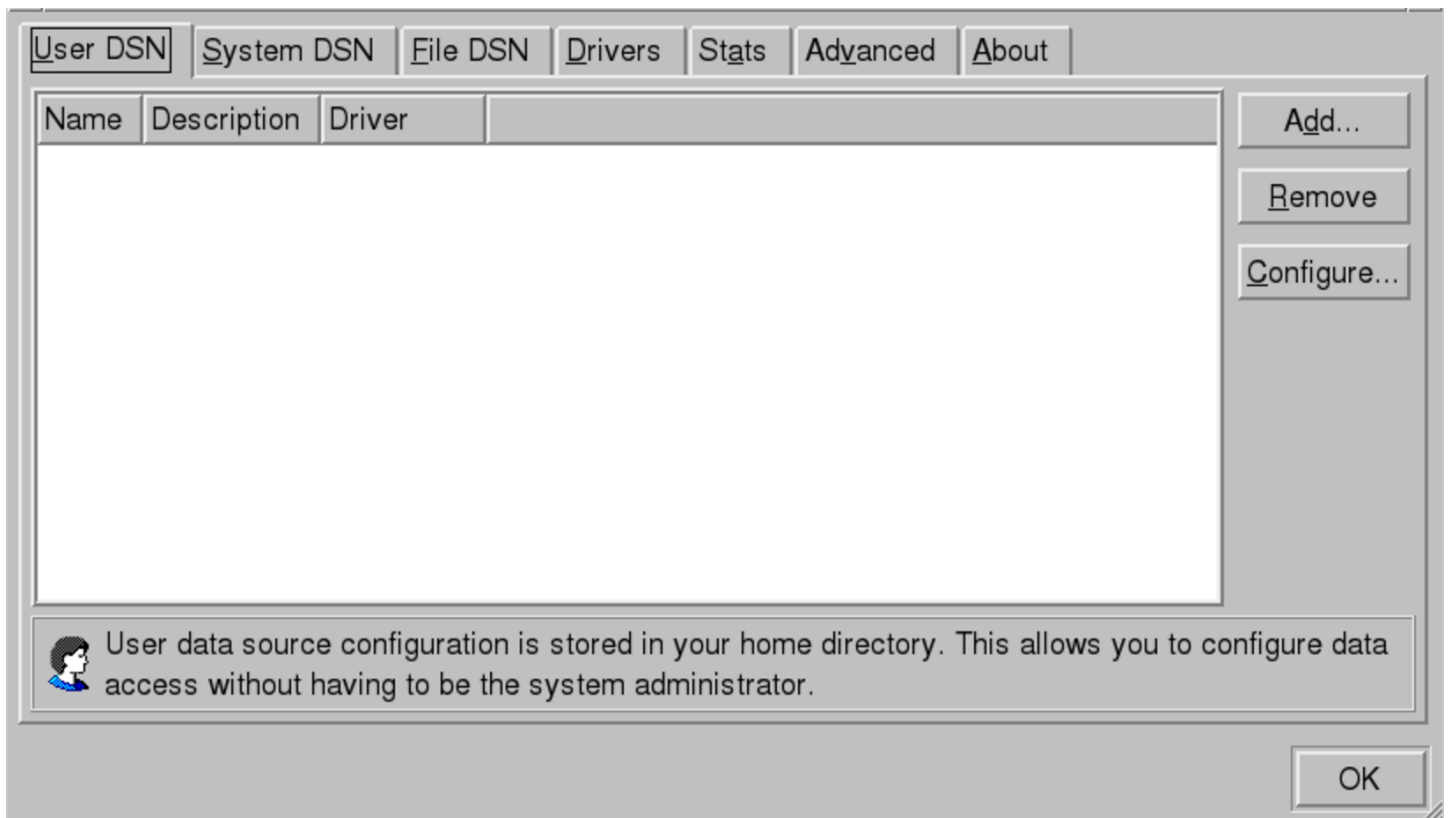 User DSN System DSN File DSN Drivers Stats Advanced About
Name Description Driver
Add...
Remove
Configure...
User data source configuration is stored in your home directory. This allows you to configure data
access without having to be the system administrator.
OK